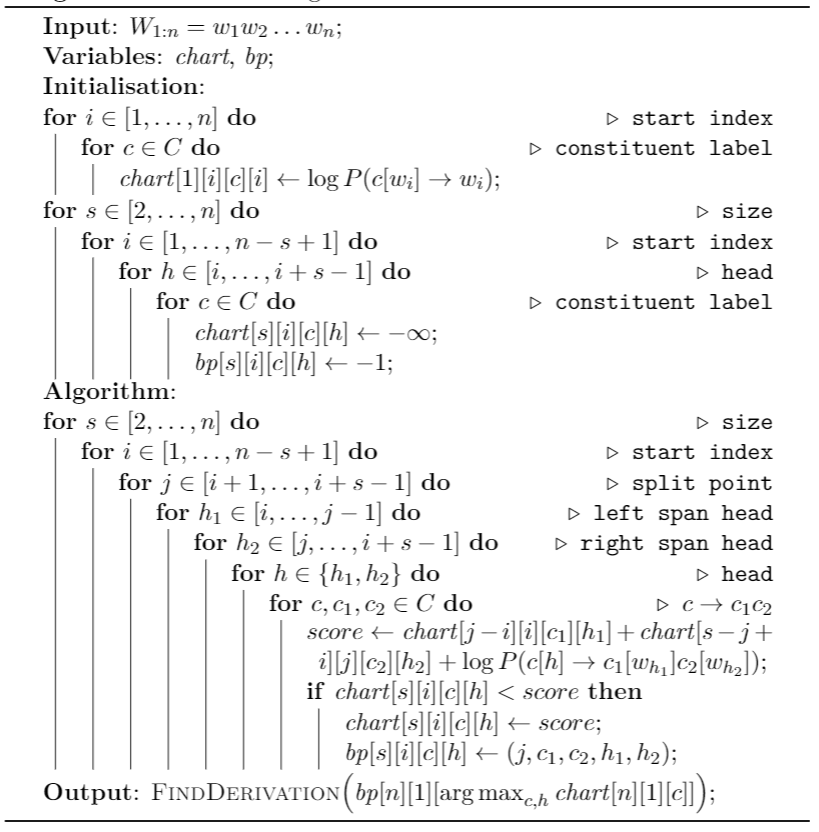 Input: W₁:ₙ = w₁w₂ … wₙ;
Variables: chart, bp;
Initialisation:
for i ∈ [1, …, n] do ▷ start index
for c ∈ C do ▷ constituent label
chart[1][i][c][i] ← log P(c[wᵢ] → wᵢ);
for s ∈ [2, …, n] do ▷ size
for i ∈ [1, …, n − s + 1] do ▷ start index
for h ∈ [i, …, i + s − 1] do ▷ head
for c ∈ C do ▷ constituent label
chart[s][i][c][h] ← −∞;
bp[s][i][c][h] ← −1;
Algorithm:
for s ∈ [2, …, n] do ▷ size
for i ∈ [1, …, n − s + 1] do ▷ start index
for j ∈ [i + 1, …, i + s − 1] do ▷ split point
for h₁ ∈ [i, …, j − 1] do ▷ left span head
for h₂ ∈ [j, …, i + s − 1] do ▷ right span head
for h ∈ {h₁, h₂} do ▷ head
for c, c₁, c₂ ∈ C do ▷ c → c₁c₂
score ← chart[j − i][i][c₁][h₁] + chart[s − j +
i][j][c₂][h₂] + log P(c[h] → c₁[w_{h₁}]c₂[w_{h₂}]);
if chart[s][i][c][h] < score then
chart[s][i][c][h] ← score;
bp[s][i][c][h] ← (j, c₁, c₂, h₁, h₂);
Output: FINDDERIVATION(bp[n][1][arg max_{c,h} chart[n][1][c]]);